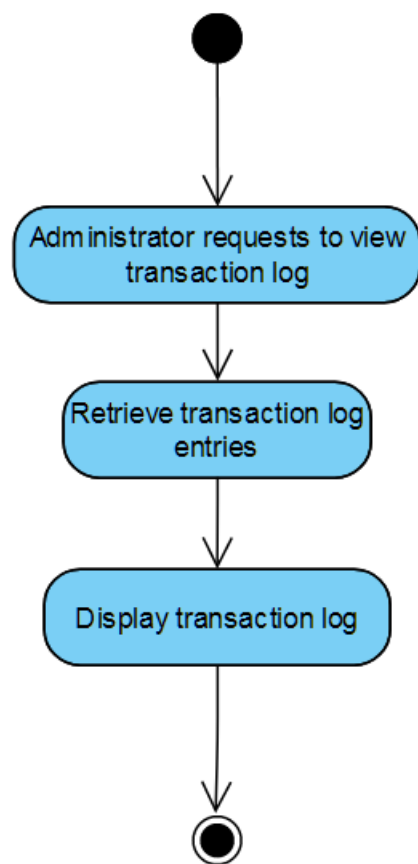 Administrator requests to view
transaction log
Retrieve transaction log
entries
Display transaction log